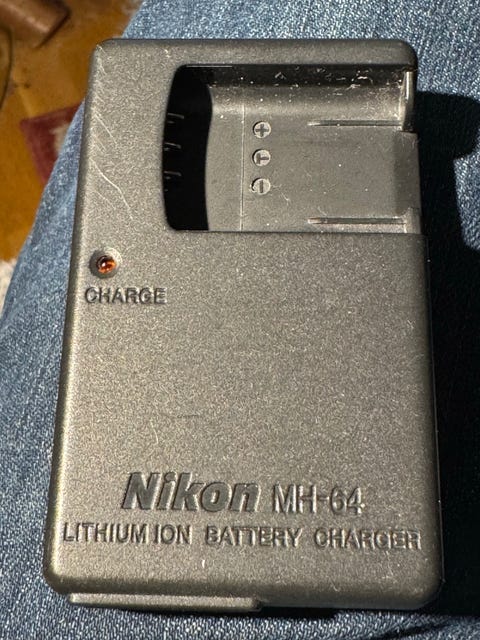 +
T
−
CHARGE
Nikon MH-64
LITHIUM ION BATTERY CHARGER